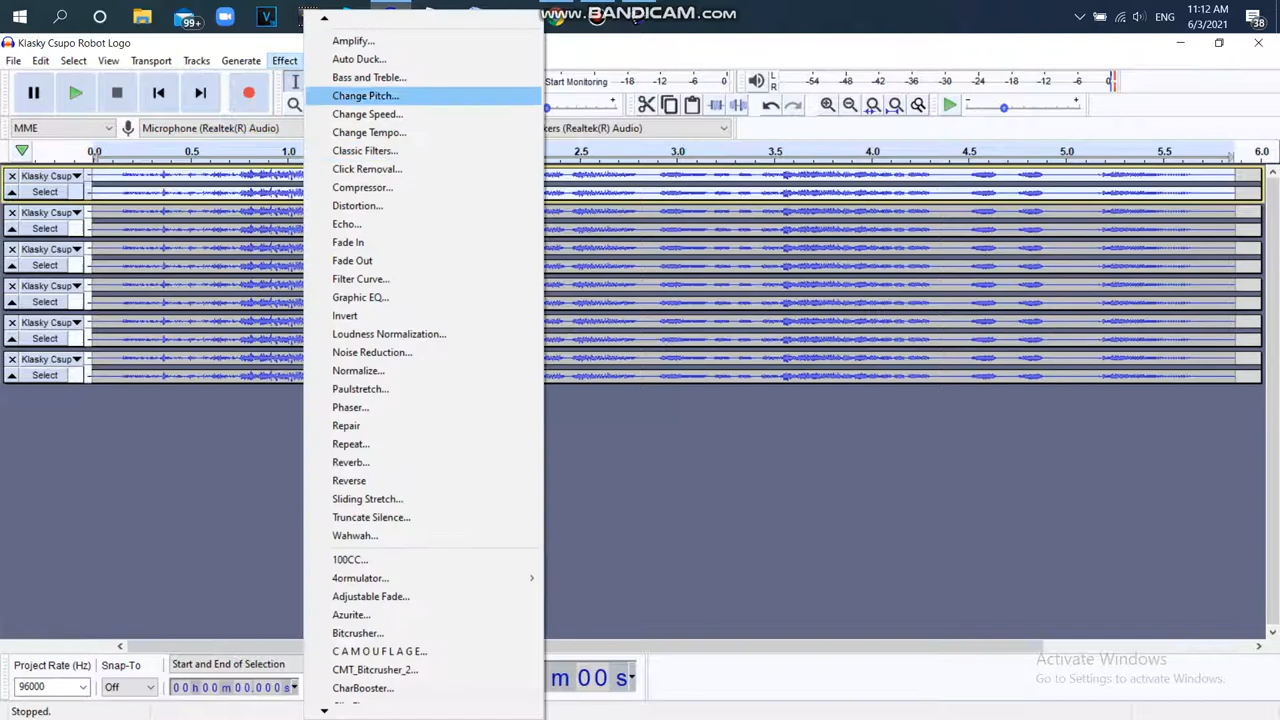 www.BANDICAM.com
99+
V
ENG
11:12 AM
6/3/2021
38
Klasky Csupo Robot Logo
File Edit Select View Transport Tracks Generate Effect
Start Monitoring
-18 -12 -6 0
L
R
-54 -48 -42 -36 -30 -24 -18 -12 -6 0
MME
Microphone (Realtek(R) Audio)
kers (Realtek(R) Audio)
0.0 0.5 1.0 2.5 3.0 3.5 4.0 4.5 5.0 5.5 6.0
Klasky Csup
Select
Klasky Csup
Select
Klasky Csup
Select
Klasky Csup
Select
Klasky Csup
Select
Klasky Csup
Select
Amplify...
Auto Duck...
Bass and Treble...
Change Pitch...
Change Speed...
Change Tempo...
Classic Filters...
Click Removal...
Compressor...
Distortion...
Echo...
Fade In
Fade Out
Filter Curve...
Graphic EQ...
Invert
Loudness Normalization...
Noise Reduction...
Normalize...
Paulstretch...
Phaser...
Repair
Repeat...
Reverb...
Reverse
Sliding Stretch...
Truncate Silence...
Wahwah...
100CC...
4ormulator...
Adjustable Fade...
Azurite...
Bitcrusher...
C A M O U F L A G E...
CMT_Bitcrusher_2...
CharBooster...
Project Rate (Hz)
Snap-To
Start and End of Selection
96000
Off
00 h 00 m 00.000 s
m 00 s
Activate Windows
Go to Settings to activate Windows.
Stopped.